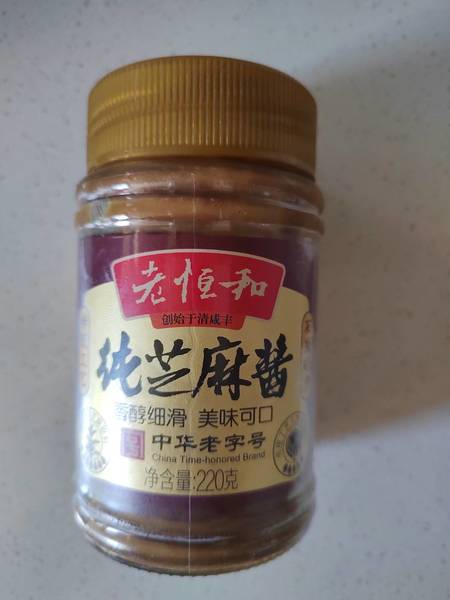 老恒和
创始于清咸丰
纯芝麻酱
香醇细滑 美味可口
中华老字号
China Time-honored Brand
净含量:220克